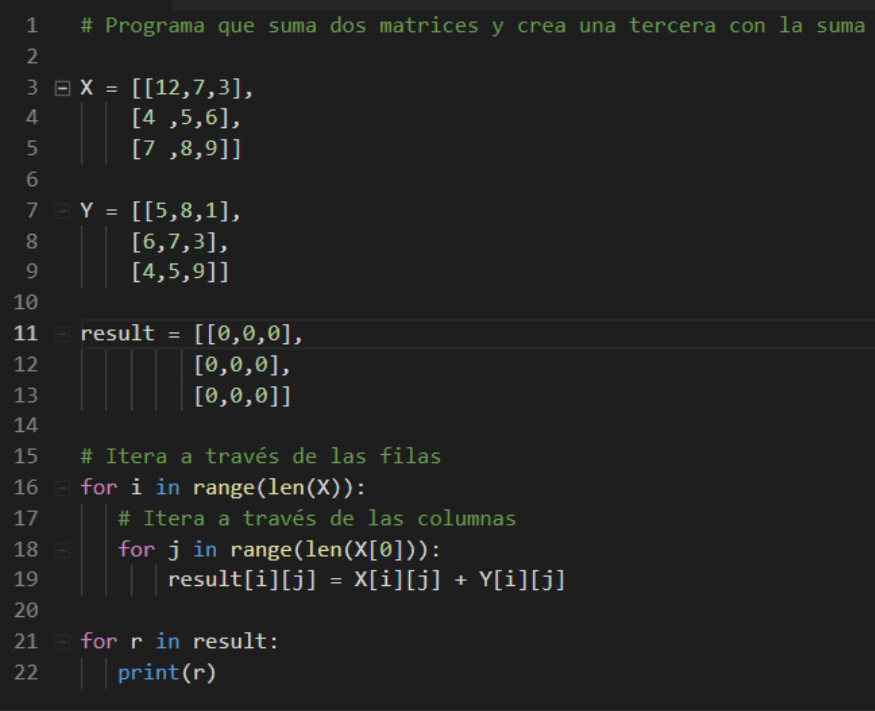 1 # Programa que suma dos matrices y crea una tercera con la suma
2
3 X = [[12,7,3],
4 [4 ,5,6],
5 [7 ,8,9]]
6
7 Y = [[5,8,1],
8 [6,7,3],
9 [4,5,9]]
10
11 result = [[0,0,0],
12 [0,0,0],
13 [0,0,0]]
14
15 # Itera a través de las filas
16 for i in range(len(X)):
17 # Itera a través de las columnas
18 for j in range(len(X[0])):
19 result[i][j] = X[i][j] + Y[i][j]
20
21 for r in result:
22 print(r)